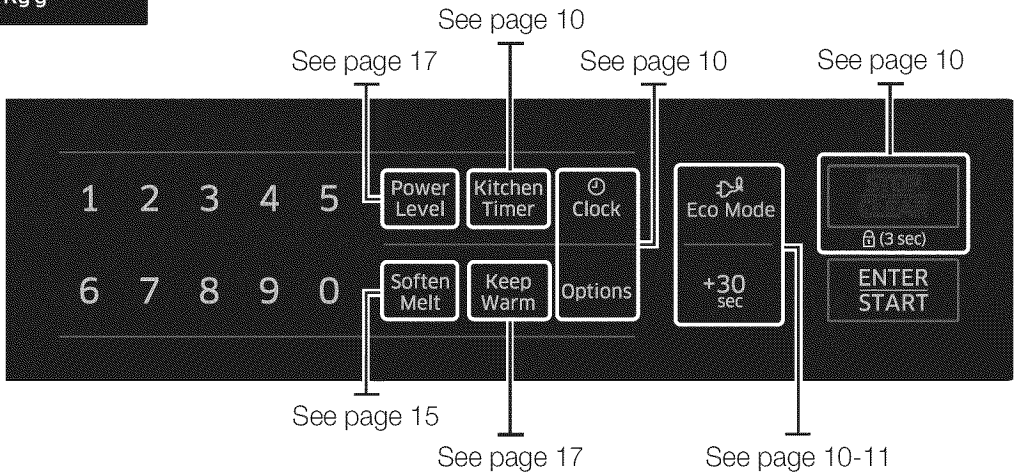 Kg g
See page 10
See page 17
See page 10
See page 10
1 2 3 4 5
Power
Level
Kitchen
Timer
Clock
Eco Mode
(3 sec)
6 7 8 9 0
Soften
Melt
Keep
Warm
Options
+30
sec
ENTER
START
See page 15
See page 17
See page 10-11